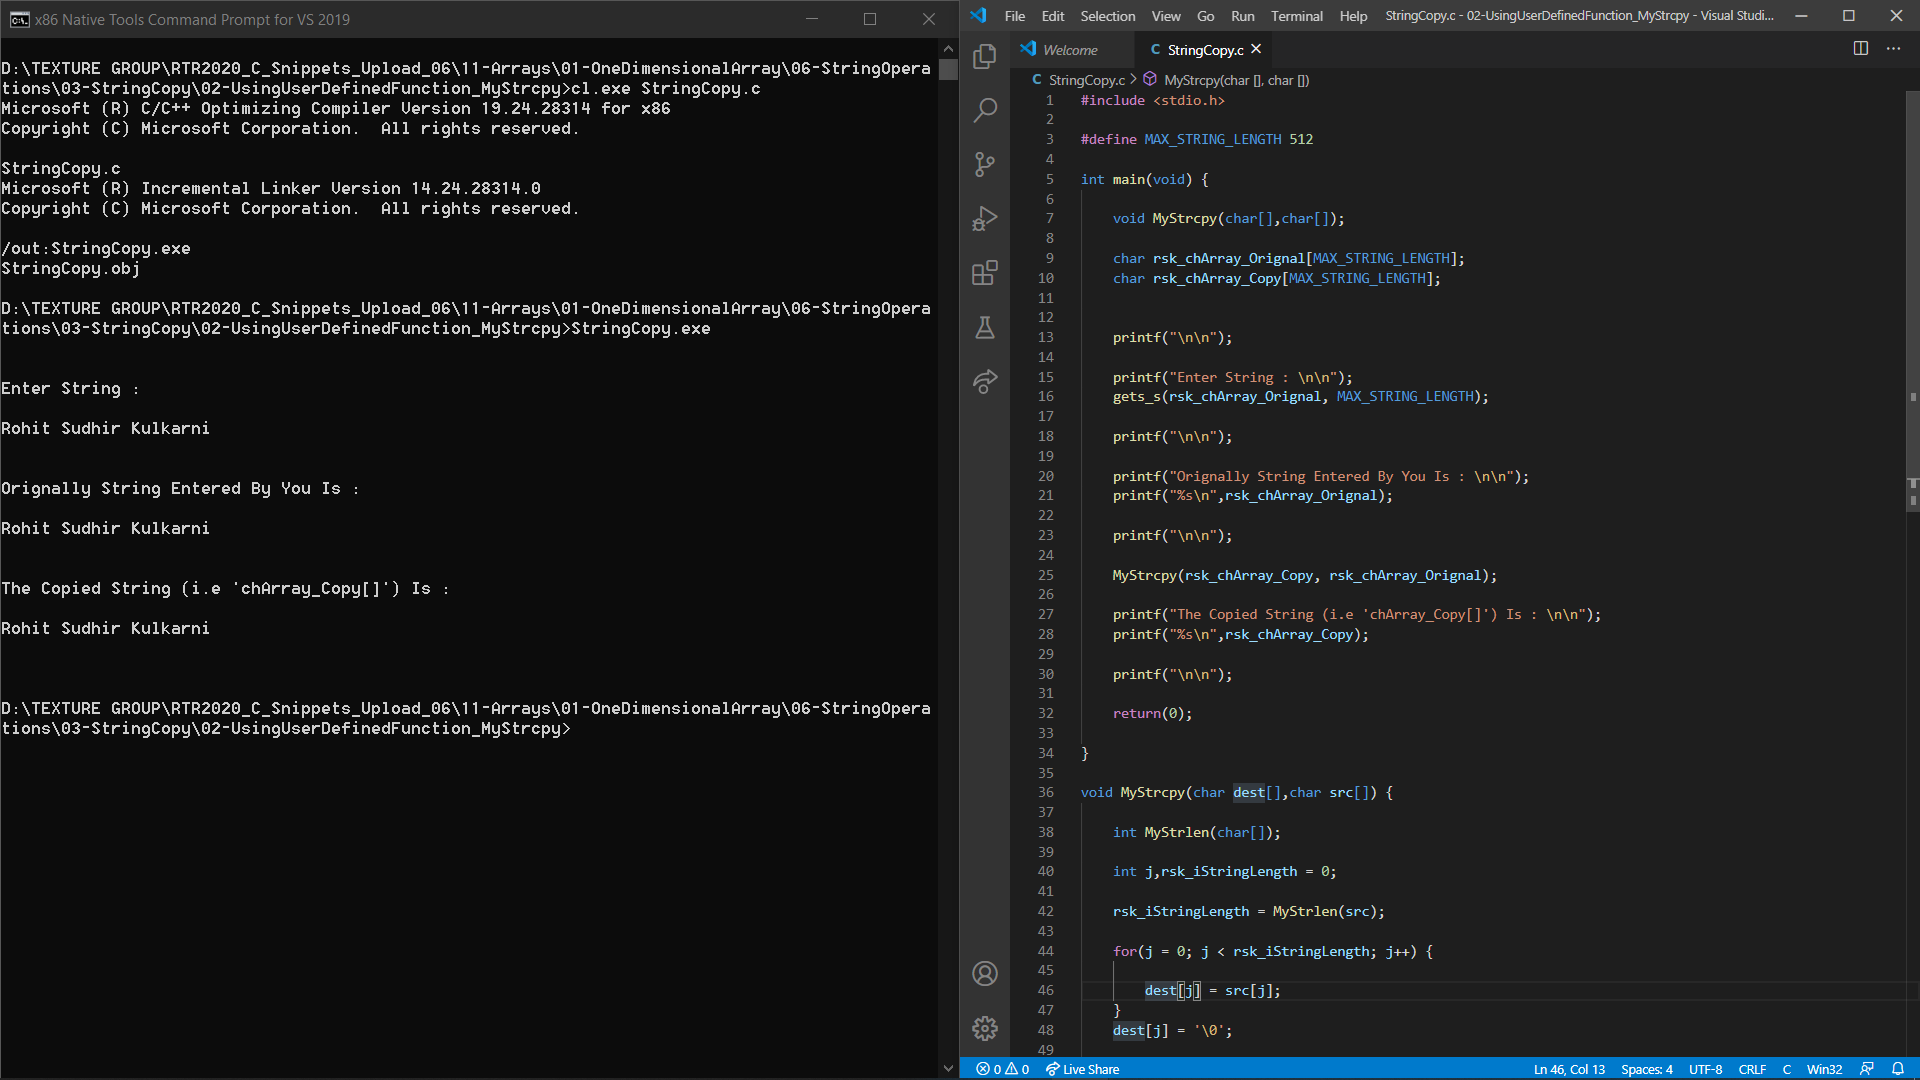 x86 Native Tools Command Prompt for VS 2019
D:\TEXTURE GROUP\RTR2020_C_Snippets_Upload_06\11-Arrays\01-OneDimensionalArray\06-StringOpera
tions\03-StringCopy\02-UsingUserDefinedFunction_MyStrcpy>cl.exe StringCopy.c
Microsoft (R) C/C++ Optimizing Compiler Version 19.24.28314 for x86
Copyright (C) Microsoft Corporation.  All rights reserved.
StringCopy.c
Microsoft (R) Incremental Linker Version 14.24.28314.0
Copyright (C) Microsoft Corporation.  All rights reserved.
/out:StringCopy.exe
StringCopy.obj
D:\TEXTURE GROUP\RTR2020_C_Snippets_Upload_06\11-Arrays\01-OneDimensionalArray\06-StringOpera
tions\03-StringCopy\02-UsingUserDefinedFunction_MyStrcpy>StringCopy.exe
Enter String :
Rohit Sudhir Kulkarni
Orignally String Entered By You Is :
Rohit Sudhir Kulkarni
The Copied String (i.e 'chArray_Copy[]') Is :
Rohit Sudhir Kulkarni
D:\TEXTURE GROUP\RTR2020_C_Snippets_Upload_06\11-Arrays\01-OneDimensionalArray\06-StringOpera
tions\03-StringCopy\02-UsingUserDefinedFunction_MyStrcpy>
File Edit Selection View Go Run Terminal Help StringCopy.c - 02-UsingUserDefinedFunction_MyStrcpy - Visual Studi...
Welcome C StringCopy.c
C StringCopy.c > MyStrcpy(char [], char [])
1 #include <stdio.h>
2
3 #define MAX_STRING_LENGTH 512
4
5 int main(void) {
6
7 void MyStrcpy(char[],char[]);
8
9 char rsk_chArray_Orignal[MAX_STRING_LENGTH];
10 char rsk_chArray_Copy[MAX_STRING_LENGTH];
11
12
13 printf("\n\n");
14
15 printf("Enter String : \n\n");
16 gets_s(rsk_chArray_Orignal, MAX_STRING_LENGTH);
17
18 printf("\n\n");
19
20 printf("Orignally String Entered By You Is : \n\n");
21 printf("%s\n",rsk_chArray_Orignal);
22
23 printf("\n\n");
24
25 MyStrcpy(rsk_chArray_Copy, rsk_chArray_Orignal);
26
27 printf("The Copied String (i.e 'chArray_Copy[]') Is : \n\n");
28 printf("%s\n",rsk_chArray_Copy);
29
30 printf("\n\n");
31
32 return(0);
33
34 }
35
36 void MyStrcpy(char dest[],char src[]) {
37
38 int MyStrlen(char[]);
39
40 int j,rsk_iStringLength = 0;
41
42 rsk_iStringLength = MyStrlen(src);
43
44 for(j = 0; j < rsk_iStringLength; j++) {
45
46 dest[j] = src[j];
47 }
48 dest[j] = '\0';
49
0 0 Live Share Ln 46, Col 13 Spaces: 4 UTF-8 CRLF C Win32